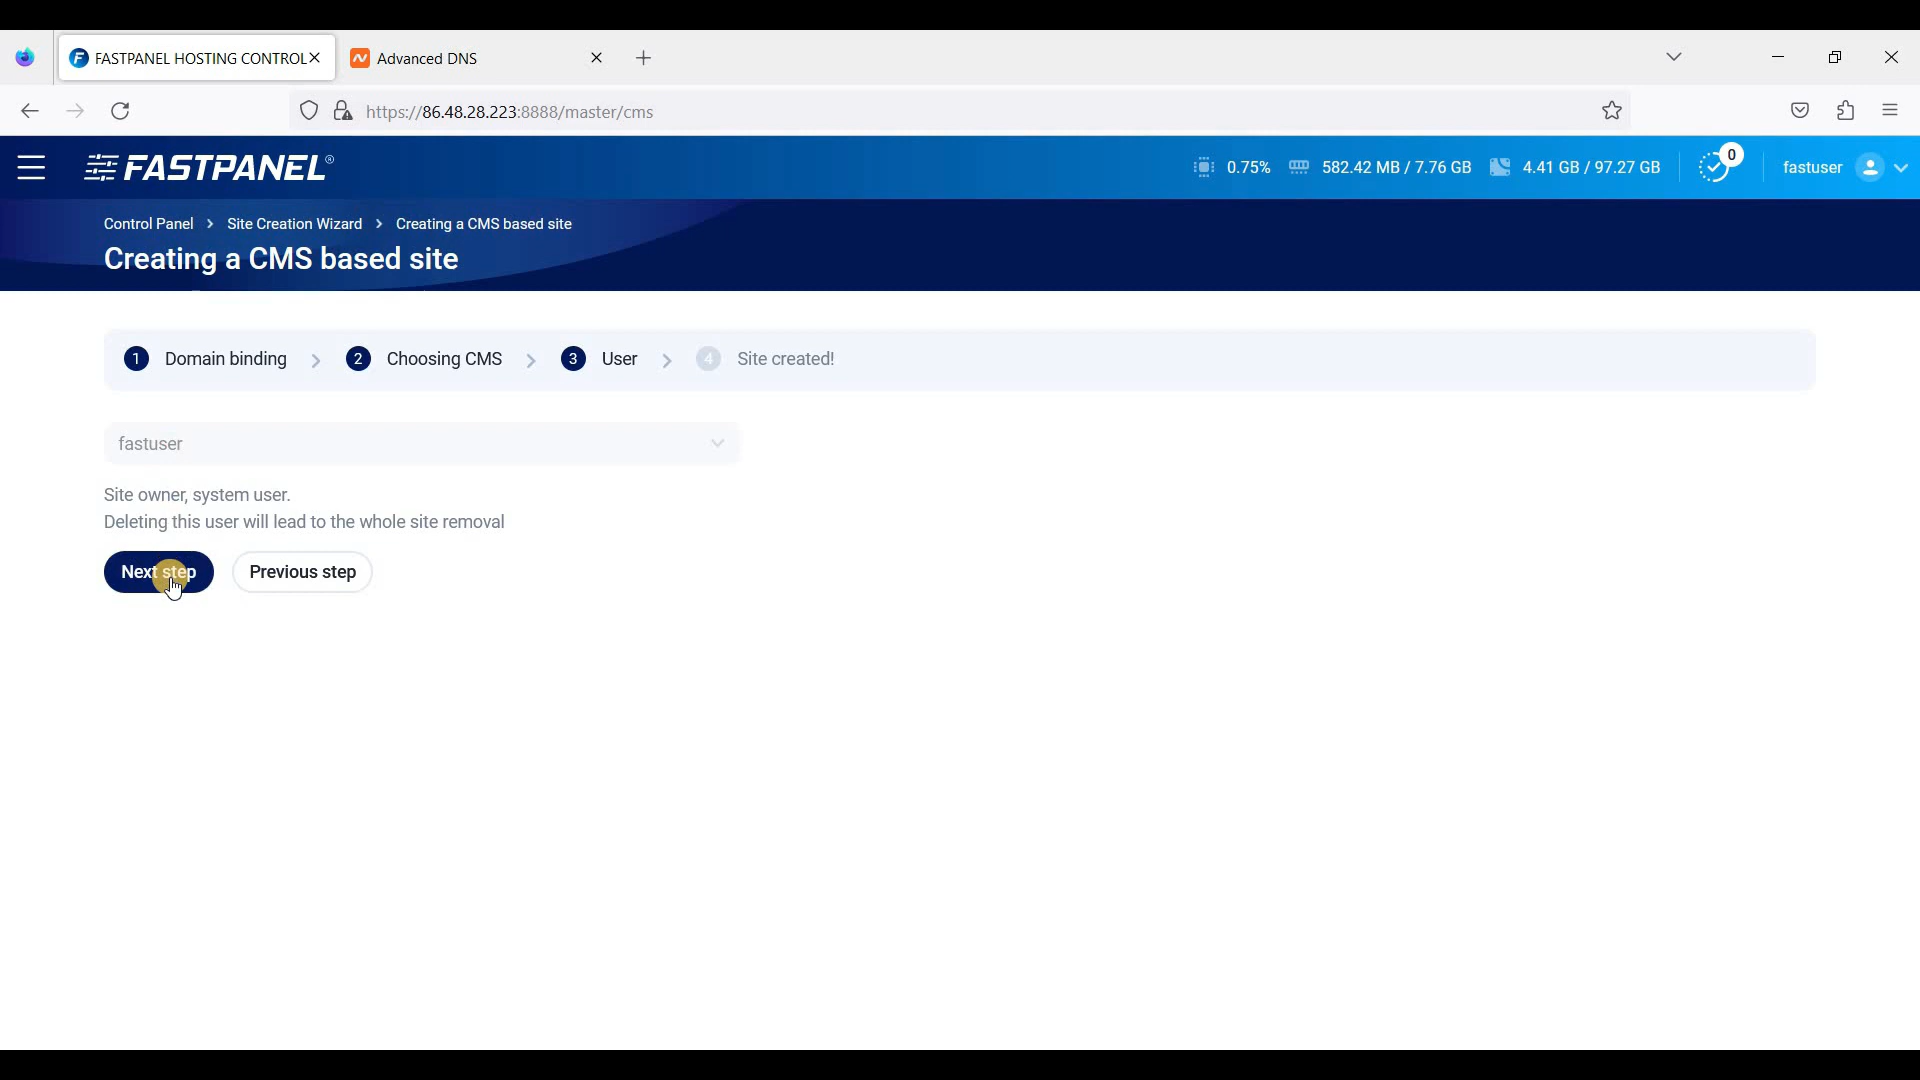 FASTPANEL HOSTING CONTROL
Advanced DNS
https://86.48.28.223:8888/master/cms
FASTPANEL®
0.75%
582.42 MB / 7.76 GB
4.41 GB / 97.27 GB
0
fastuser
Control Panel > Site Creation Wizard > Creating a CMS based site
Creating a CMS based site
1 Domain binding > 2 Choosing CMS > 3 User > 4 Site created!
fastuser
Site owner, system user.
Deleting this user will lead to the whole site removal
Next step
Previous step